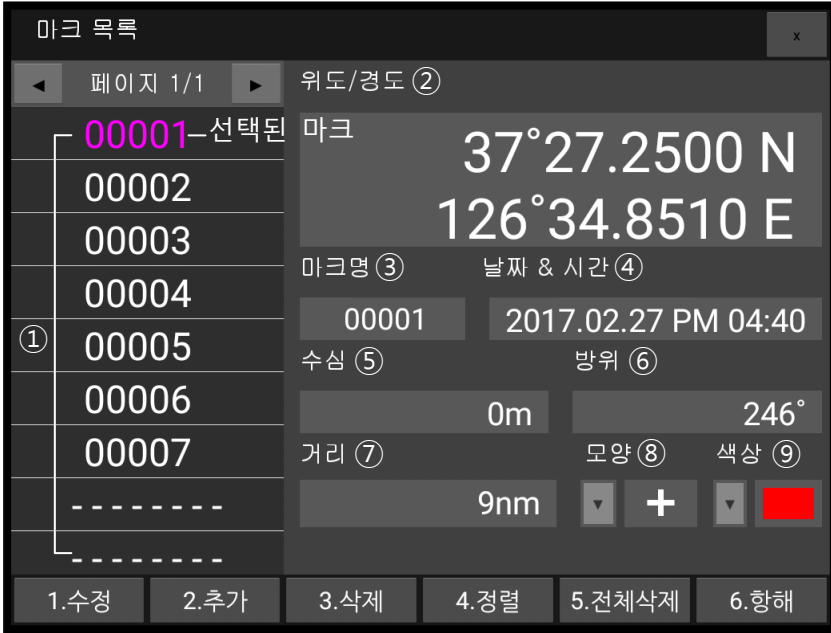 마크 목록
x
◄ 페이지 1/1 ►
위도/경도 ②
①
00001 선택된 마크
00002
00003
00004
00005
00006
00007
--------
--------
37°27.2500 N
126°34.8510 E
마크명 ③ 날짜 & 시간 ④
00001 2017.02.27 PM 04:40
수심 ⑤ 방위 ⑥
0m 246°
거리 ⑦ 모양 ⑧ 색상 ⑨
9nm ▼ + ▼
1.수정 2.추가 3.삭제 4.정렬 5.전체삭제 6.항해